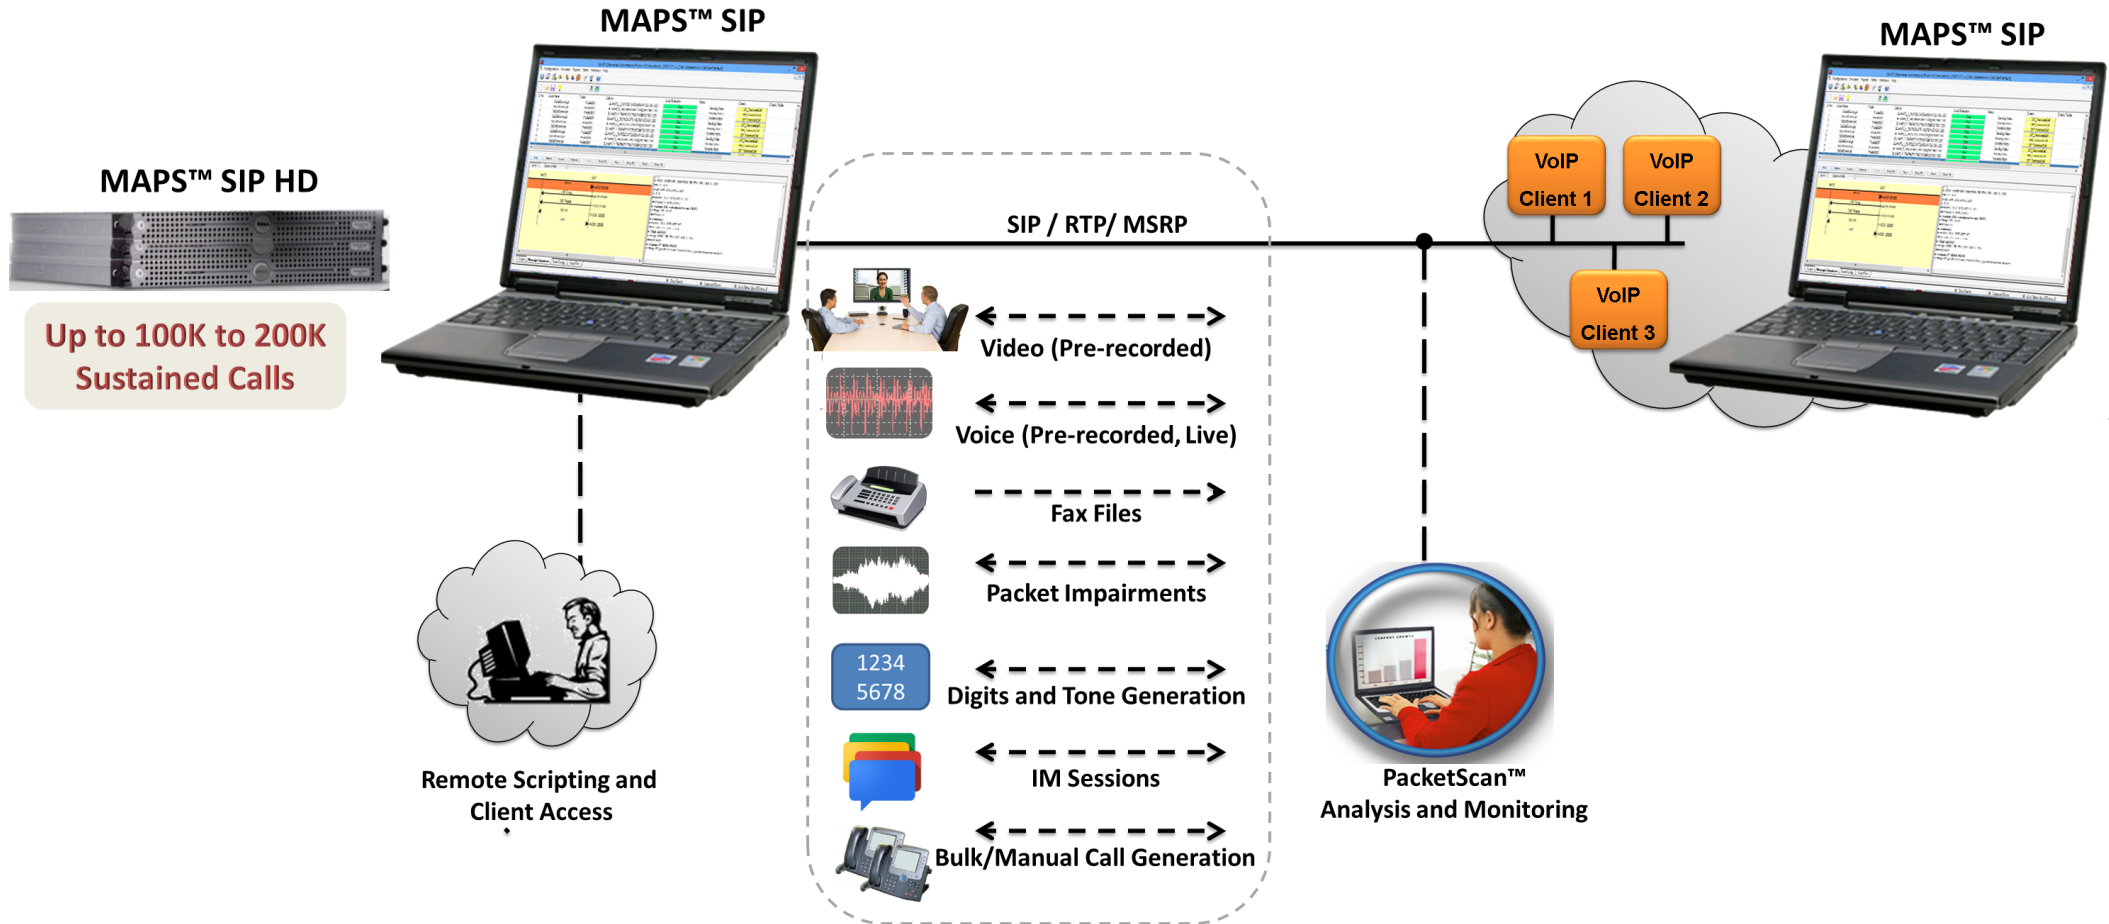 MAPS™ SIP
MAPS™ SIP
MAPS™ SIP HD
Up to 100K to 200K
Sustained Calls
SIP / RTP/ MSRP
VoIP
Client 1
VoIP
Client 2
VoIP
Client 3
Video (Pre-recorded)
Voice (Pre-recorded, Live)
Fax Files
Packet Impairments
1234
5678
Digits and Tone Generation
IM Sessions
Bulk/Manual Call Generation
Remote Scripting and
Client Access
COMPANY GROWTH
PacketScan™
Analysis and Monitoring